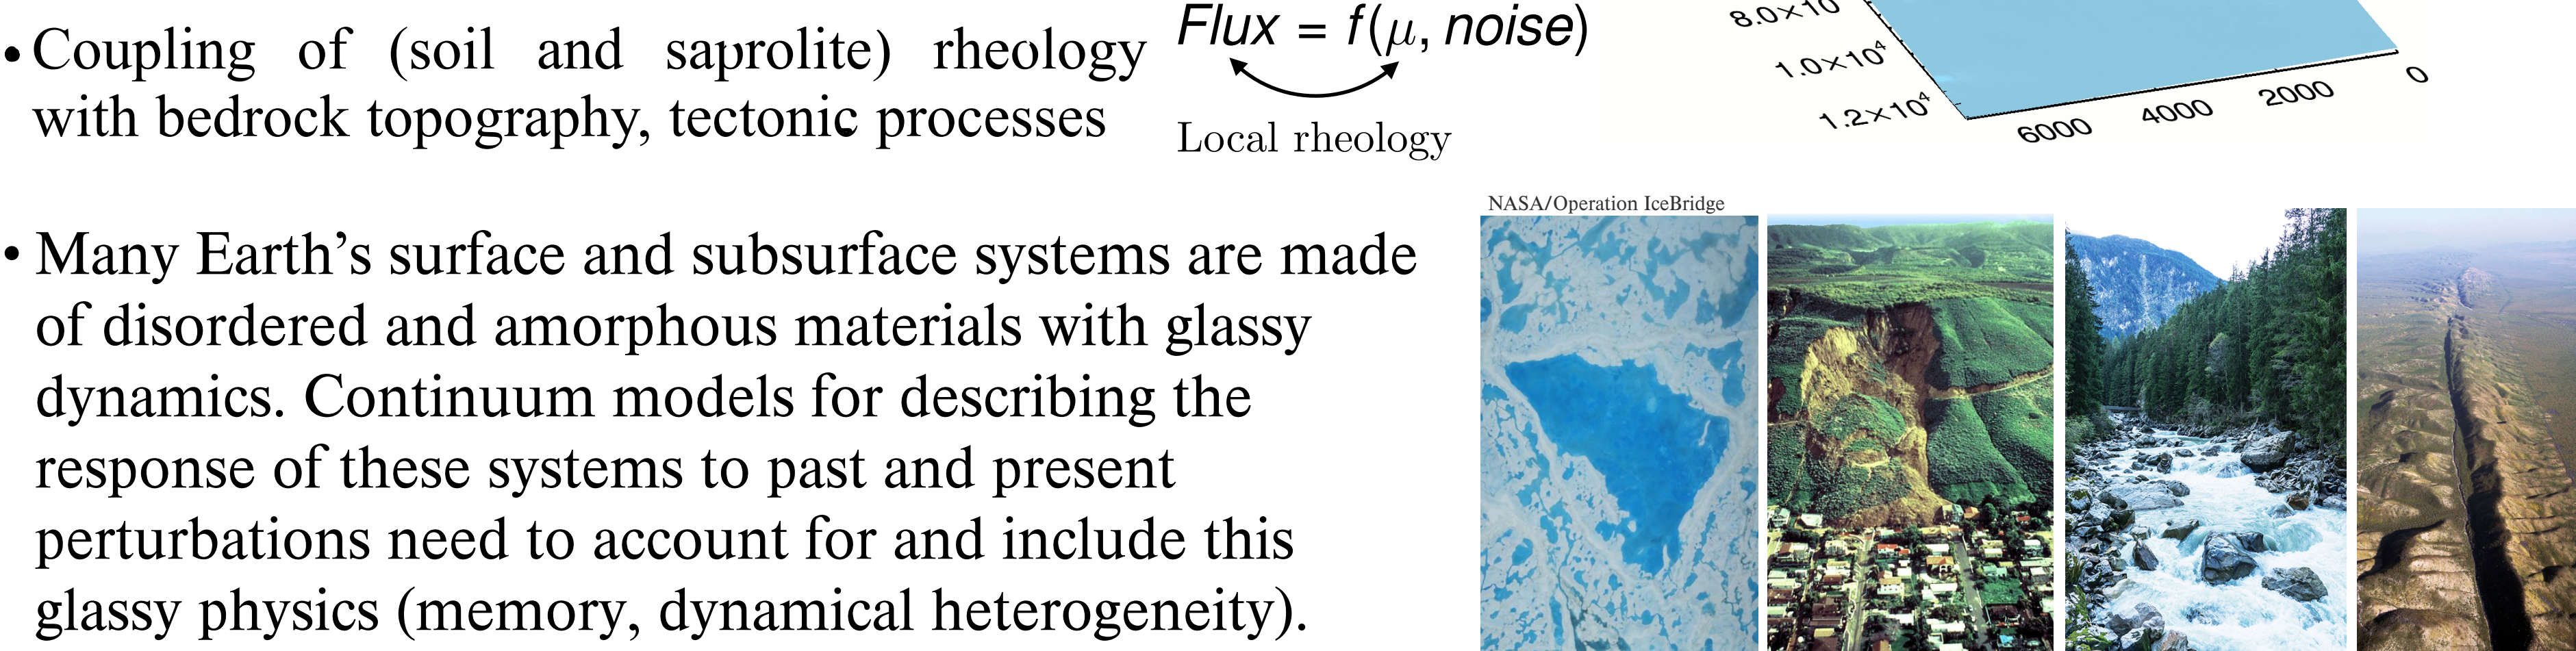 • Coupling of (soil and saprolite) rheology
with bedrock topography, tectonic processes
Flux = f(μ, noise)
Local rheology
8.0×10
1.0×10⁴
1.2×10⁴
6000
4000
2000
0
NASA/Operation IceBridge
• Many Earth’s surface and subsurface systems are made
of disordered and amorphous materials with glassy
dynamics. Continuum models for describing the
response of these systems to past and present
perturbations need to account for and include this
glassy physics (memory, dynamical heterogeneity).